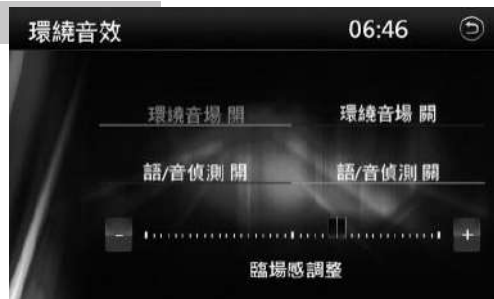 環繞音效 06:46
環繞音場 開 環繞音場 關
語/音偵測 開 語/音偵測 關
- +
臨場感調整